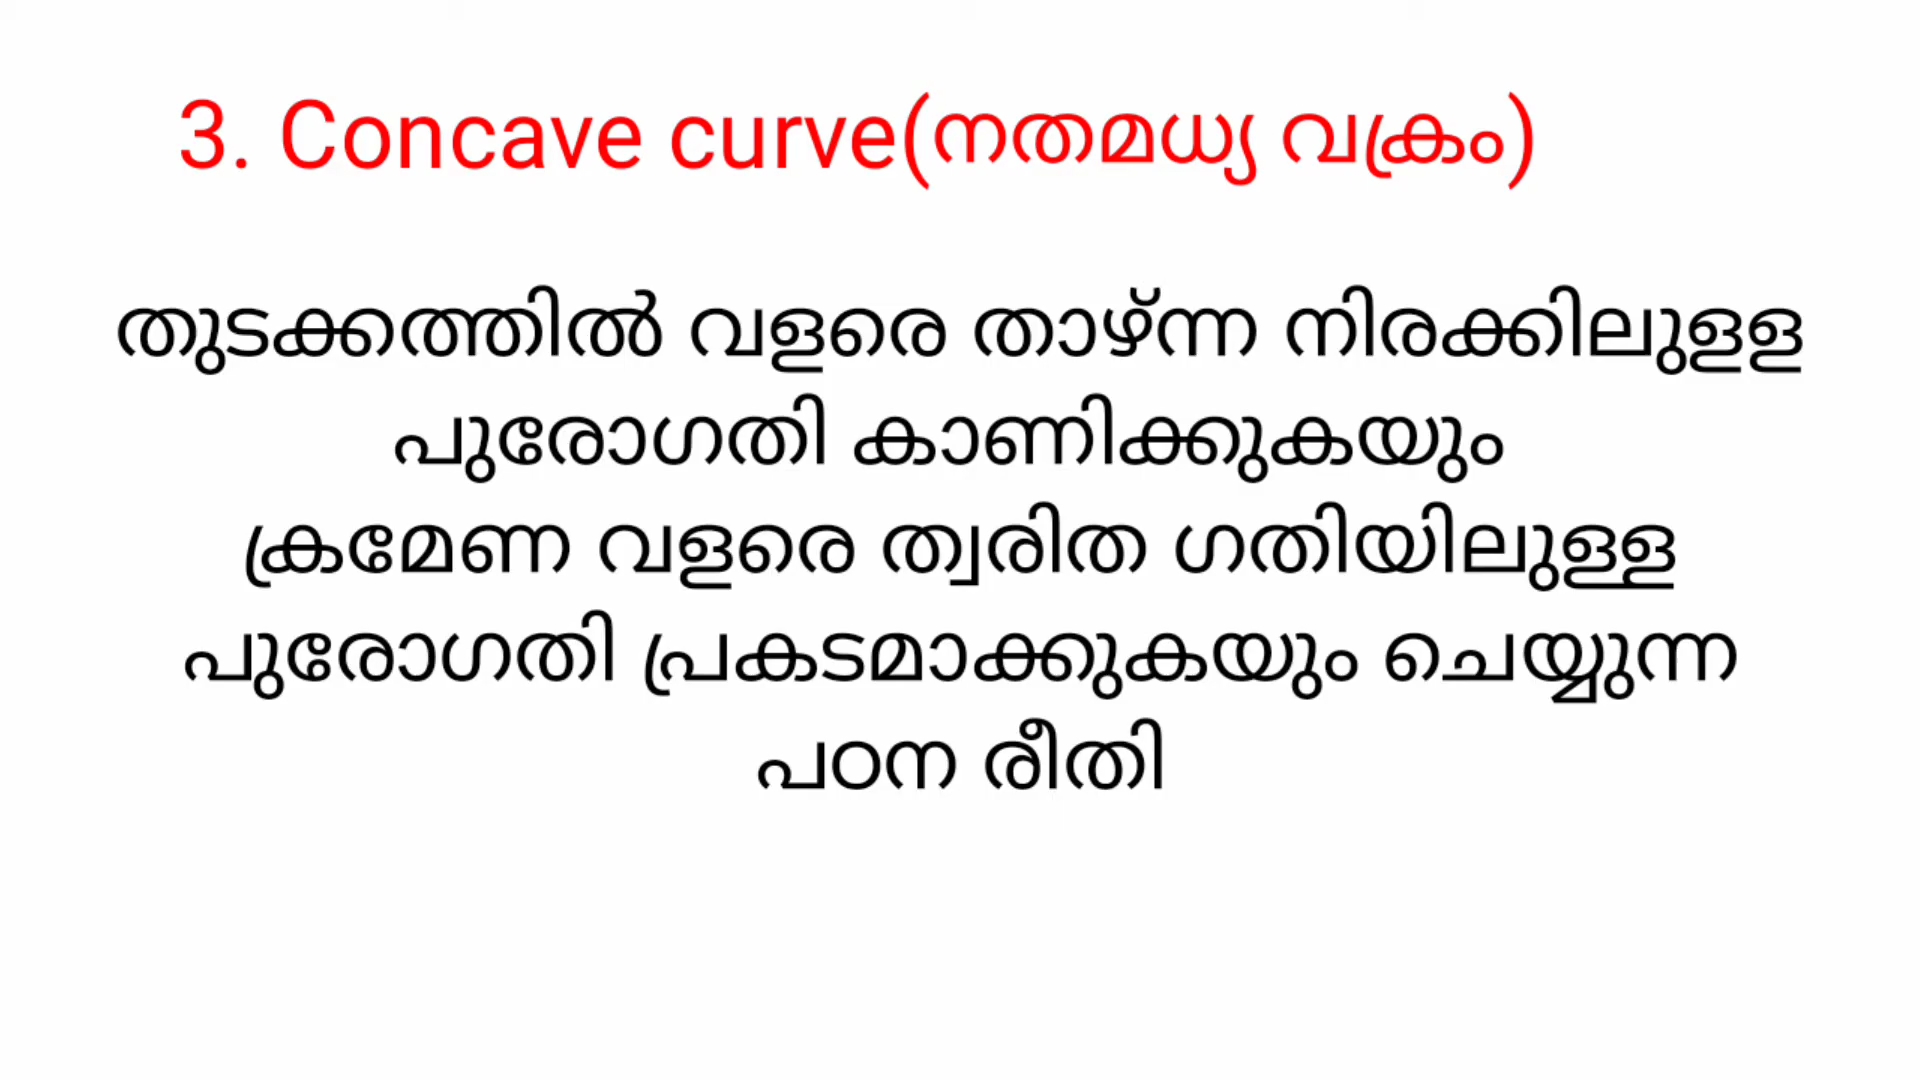 3. Concave curve(നതമധ്യ വക്രം)
തുടക്കത്തിൽ വളരെ താഴ്ന്ന നിരക്കിലുളള
പുരോഗതി കാണിക്കുകയും
ക്രമേണ വളരെ ത്വരിത ഗതിയിലുള്ള
പുരോഗതി പ്രകടമാക്കുകയും ചെയ്യുന്ന
പഠന രീതി